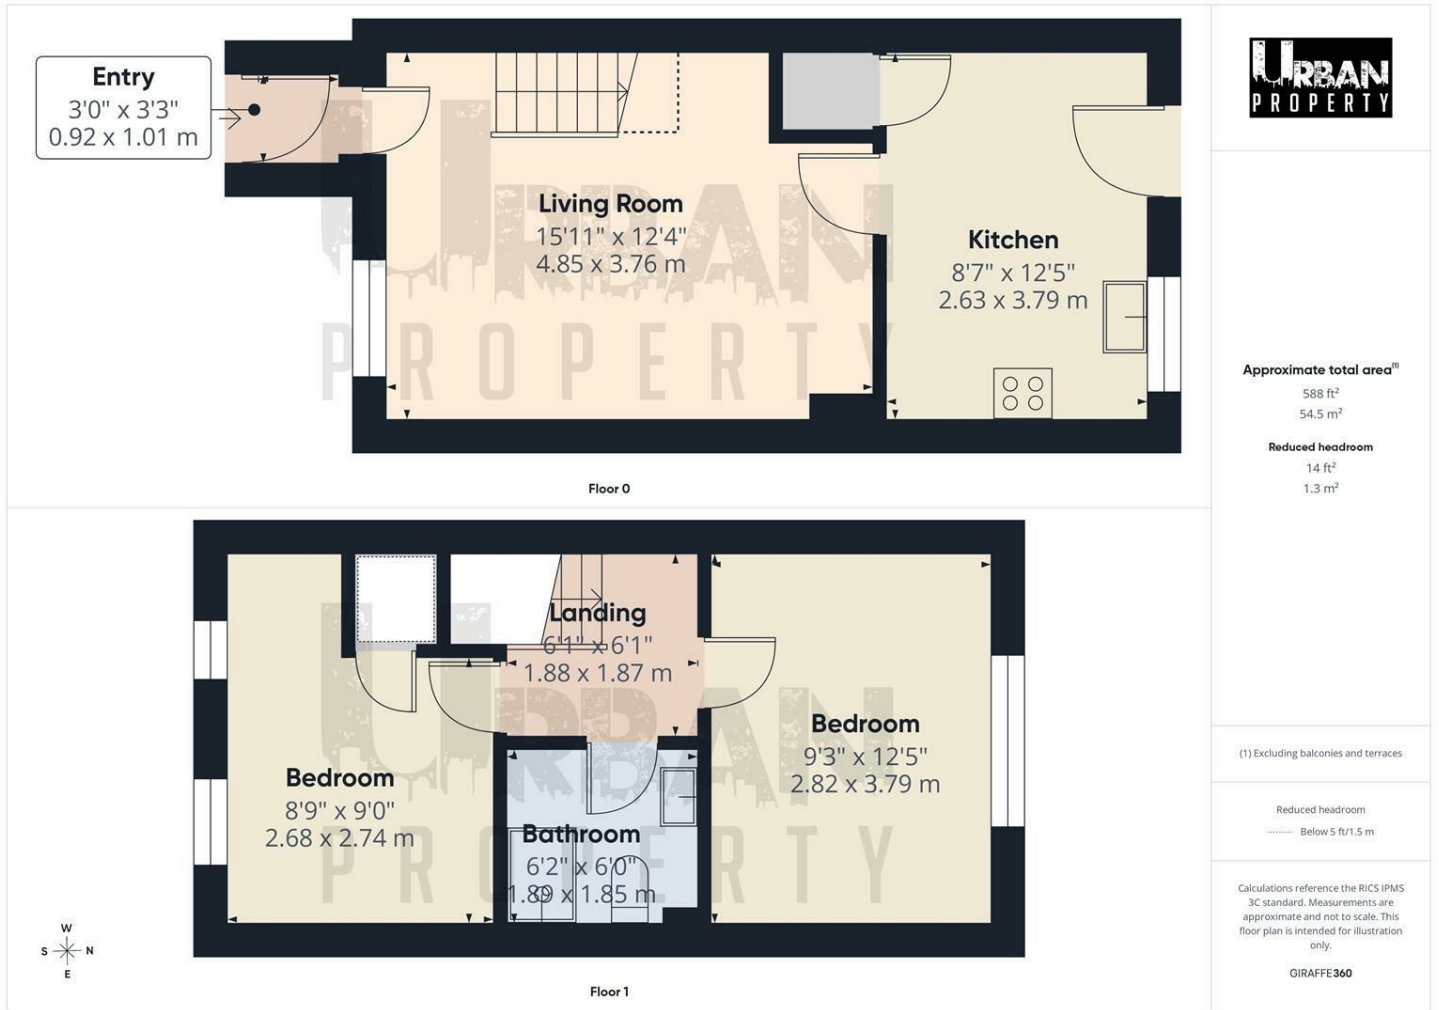 Entry
3'0" x 3'3"
0.92 x 1.01 m
Living Room
15'11" x 12'4"
4.85 x 3.76 m
Kitchen
8'7" x 12'5"
2.63 x 3.79 m
URBAN
PROPERTY
Floor 0
Landing
6'1" x 6'1"
1.88 x 1.87 m
Bedroom
9'3" x 12'5"
2.82 x 3.79 m
Bedroom
8'9" x 9'0"
2.68 x 2.74 m
Bathroom
6'2" x 6'0"
1.89 x 1.85 m
URBAN
PROPERTY
W
S N
E
Floor 1
URBAN
PROPERTY
Approximate total area(1)
588 ft²
54.5 m²
Reduced headroom
14 ft²
1.3 m²
(1) Excluding balconies and terraces
Reduced headroom
Below 5 ft/1.5 m
Calculations reference the RICS IPMS
3C standard. Measurements are
approximate and not to scale. This
floor plan is intended for illustration
only.
GIRAFFE360